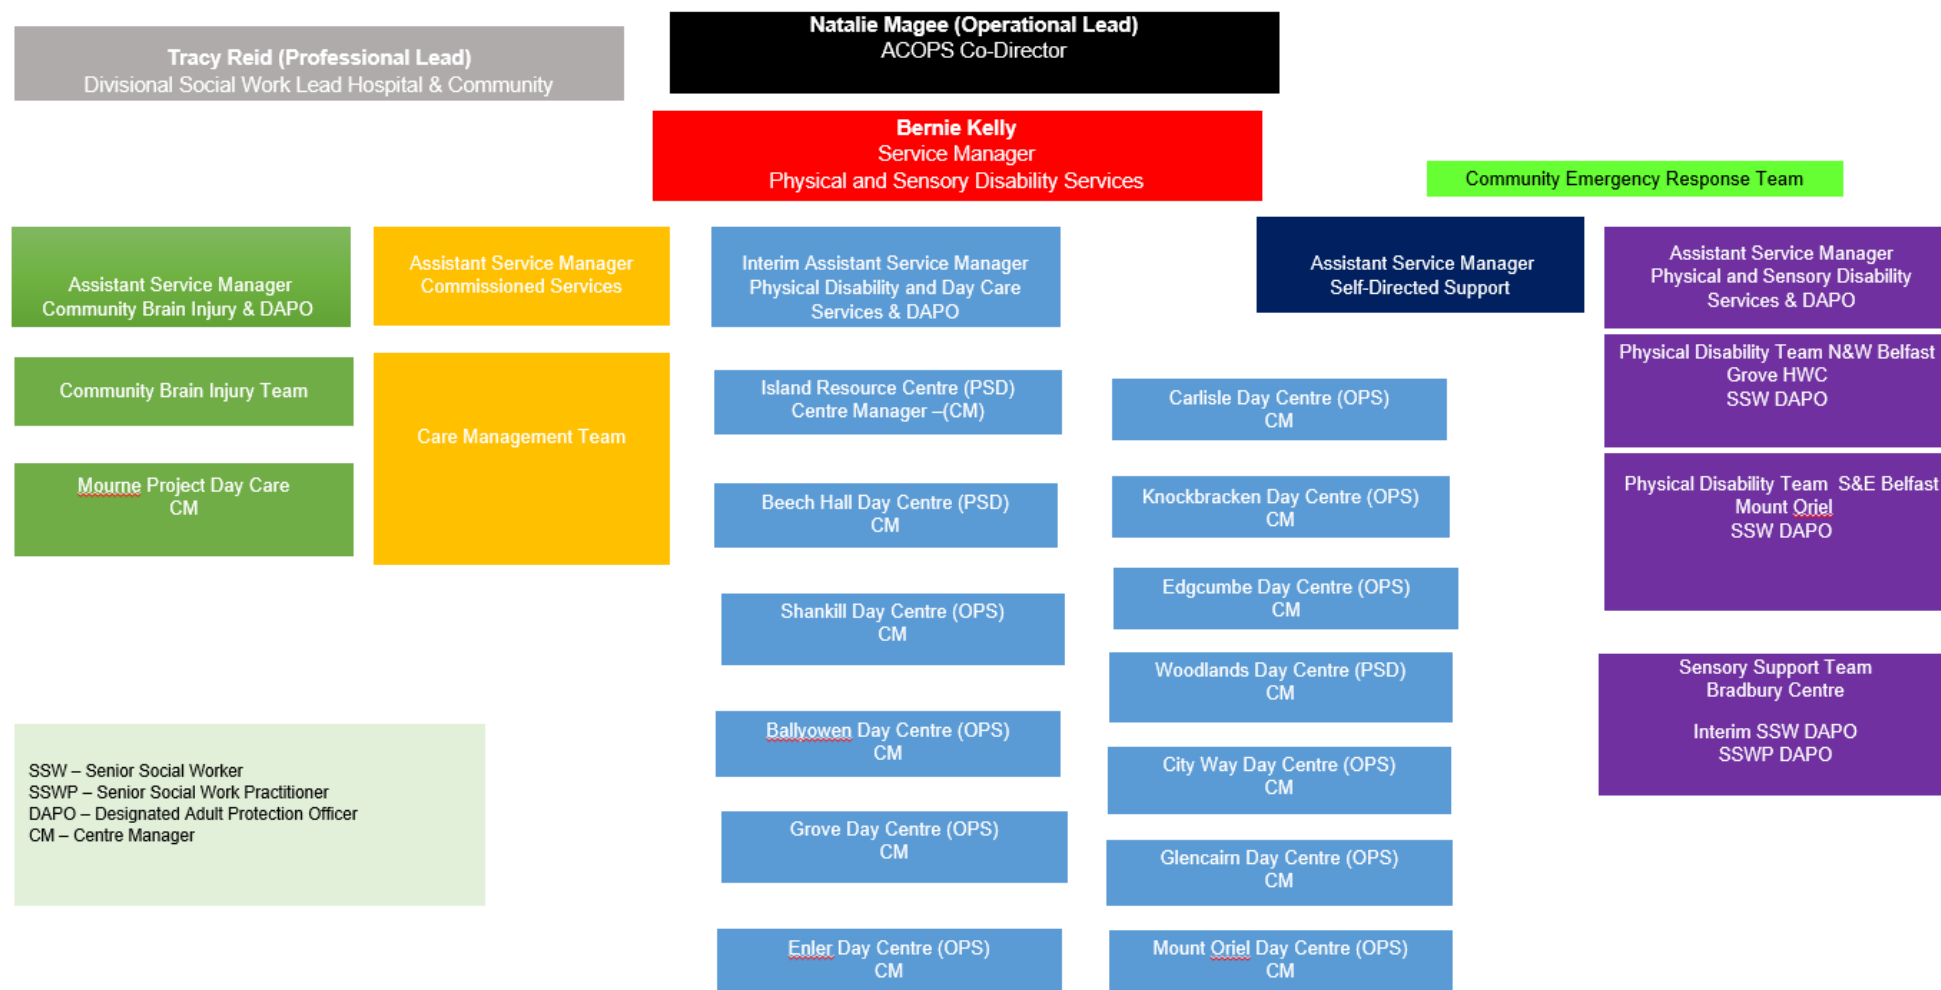 Tracy Reid (Professional Lead)
Divisional Social Work Lead Hospital & Community
Natalie Magee (Operational Lead)
ACOPS Co-Director
Bernie Kelly
Service Manager
Physical and Sensory Disability Services
Community Emergency Response Team
Assistant Service Manager
Community Brain Injury & DAPO
Community Brain Injury Team
Mourne Project Day Care
CM
Assistant Service Manager
Commissioned Services
Care Management Team
Interim Assistant Service Manager
Physical Disability and Day Care
Services & DAPO
Island Resource Centre (PSD)
Centre Manager –(CM)
Beech Hall Day Centre (PSD)
CM
Shankill Day Centre (OPS)
CM
Ballyowen Day Centre (OPS)
CM
Grove Day Centre (OPS)
CM
Enler Day Centre (OPS)
CM
Carlisle Day Centre (OPS)
CM
Knockbracken Day Centre (OPS)
CM
Edgcumbe Day Centre (OPS)
CM
Woodlands Day Centre (PSD)
CM
City Way Day Centre (OPS)
CM
Glencairn Day Centre (OPS)
CM
Mount Oriel Day Centre (OPS)
CM
Assistant Service Manager
Self-Directed Support
Assistant Service Manager
Physical and Sensory Disability
Services & DAPO
Physical Disability Team N&W Belfast
Grove HWC
SSW DAPO
Physical Disability Team S&E Belfast
Mount Oriel
SSW DAPO
Sensory Support Team
Bradbury Centre
Interim SSW DAPO
SSWP DAPO
SSW – Senior Social Worker
SSWP – Senior Social Work Practitioner
DAPO – Designated Adult Protection Officer
CM – Centre Manager